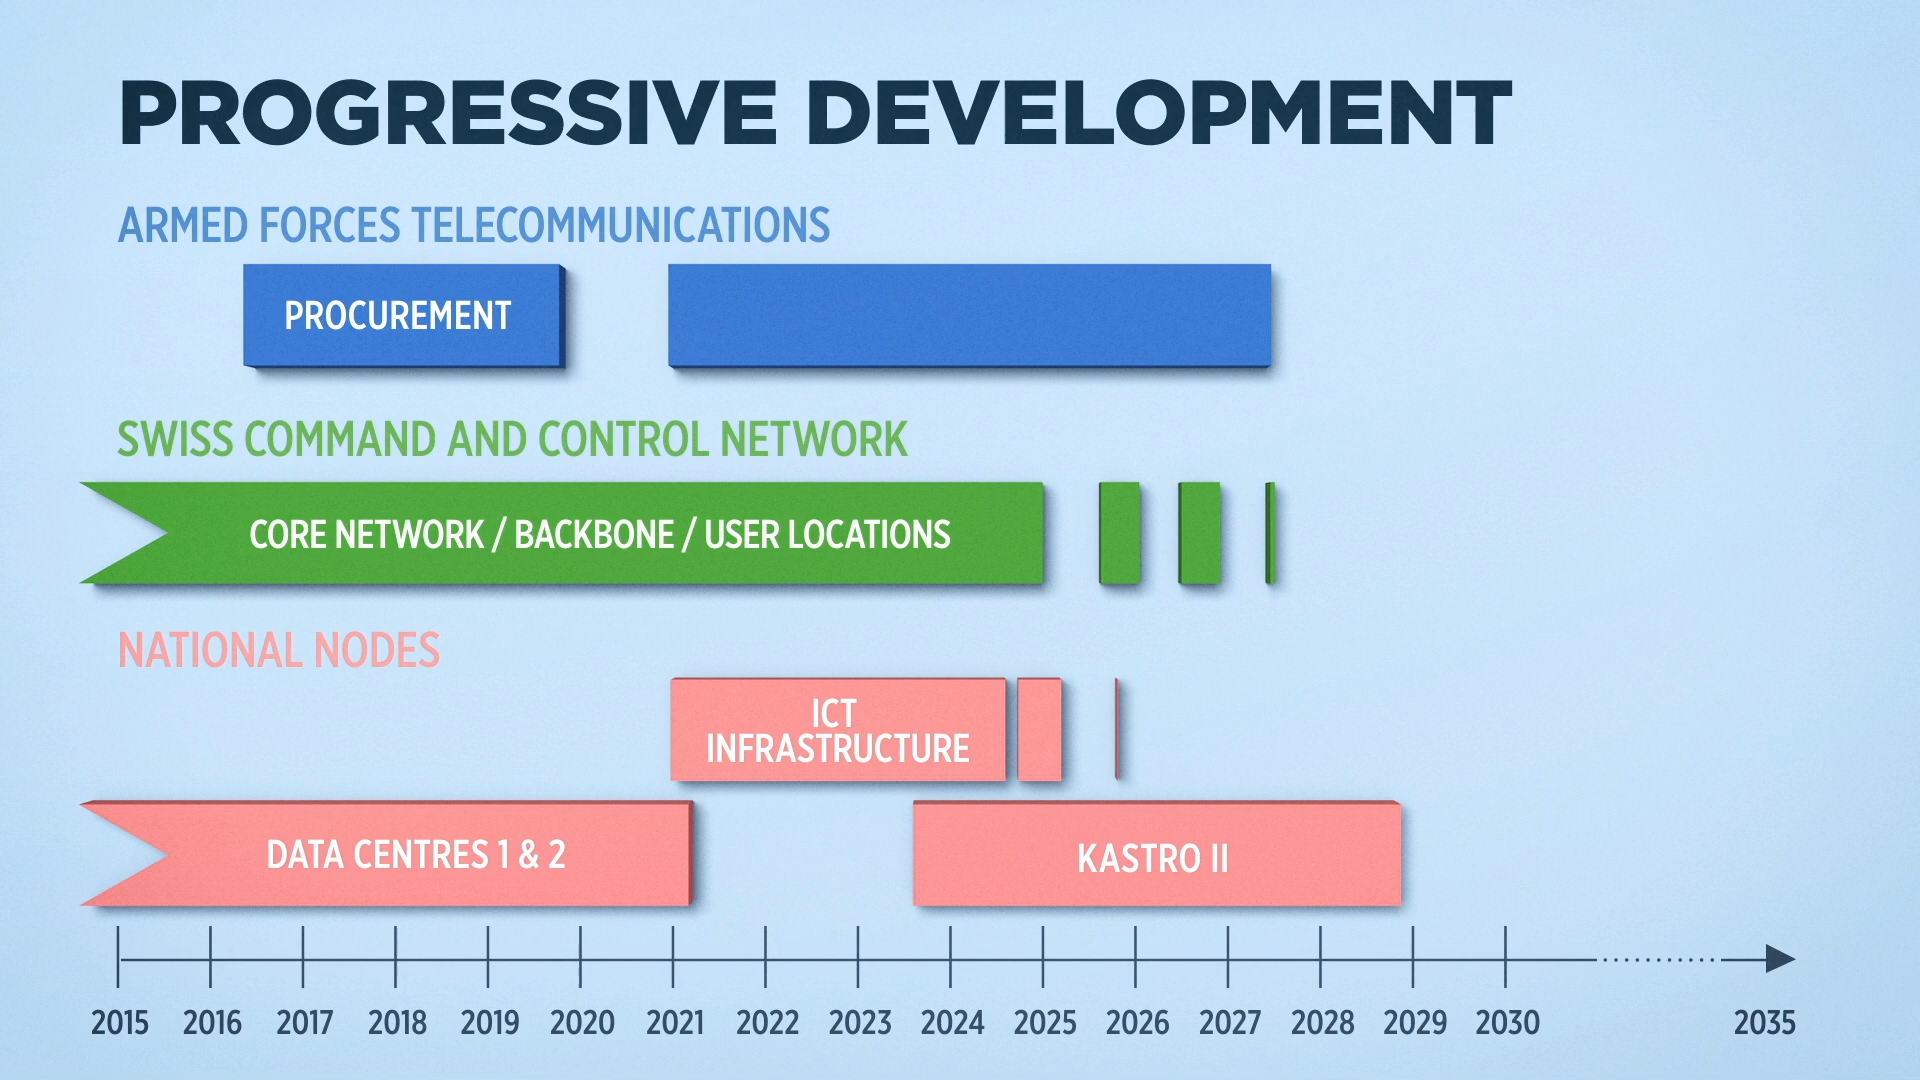 PROGRESSIVE DEVELOPMENT
ARMED FORCES TELECOMMUNICATIONS
PROCUREMENT
SWISS COMMAND AND CONTROL NETWORK
CORE NETWORK / BACKBONE / USER LOCATIONS
NATIONAL NODES
ICT
INFRASTRUCTURE
DATA CENTRES 1 & 2
KASTRO II
2015 2016 2017 2018 2019 2020 2021 2022 2023 2024 2025 2026 2027 2028 2029 2030 2035